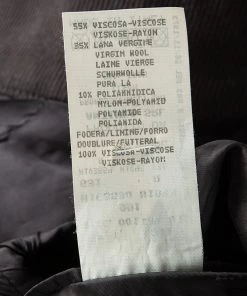 55% VISCOSA-VISCOSE
VISKOSE-RAYON
35% LANA VERGINE
VIRGIN WOOL
LAINE VIERGE
SCHURWOLLE
PURA LA
10% POLIAMMIDICA
NYLON-POLYAMID
POLYAMIDE
POLIAMIDA
FODERA/LINING/FORRO
DOUBLURE/FUTTERAL
100% VISCOSA-VISCOSE
VISKOSE-RAYON